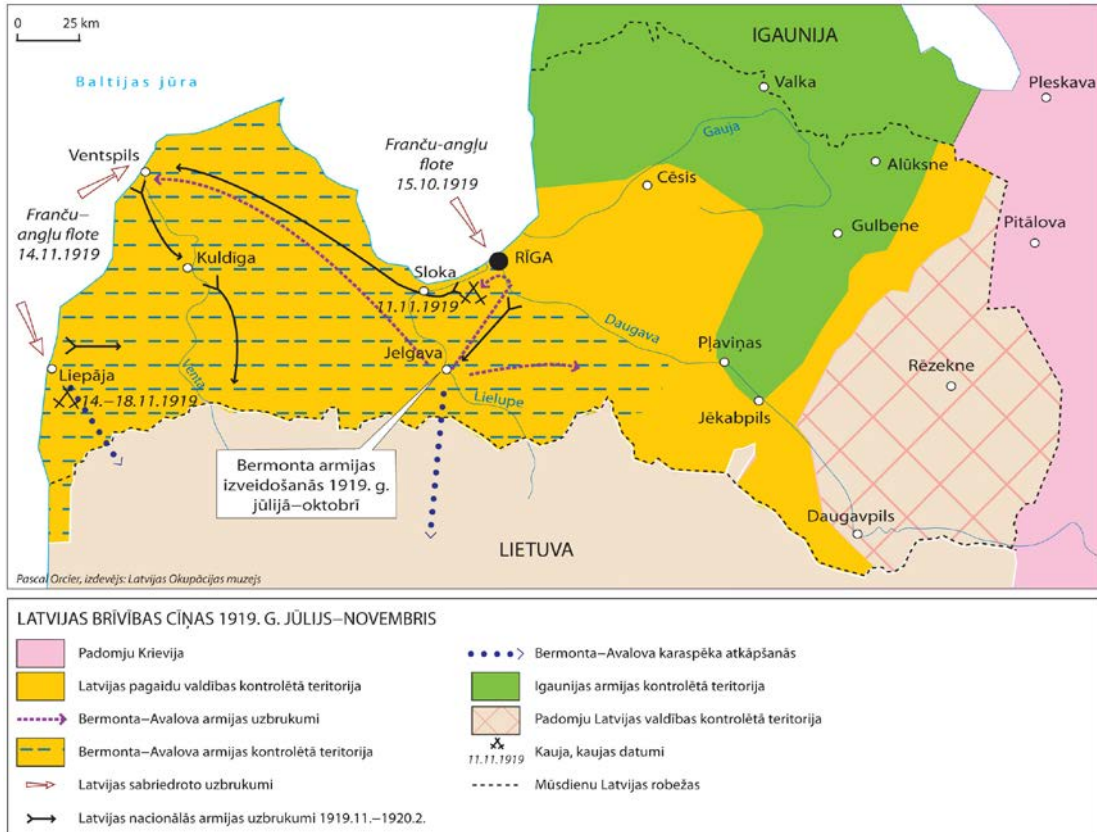 0 25 km
IGAUNIJA
Baltijas jūra
Valka
Pleskava
Gauja
Franču-angļu
flote
15.10.1919
Ventspils
Alūksne
Cēsis
Franču–
angļu flote
14.11.1919
Gulbene
Pitālova
Kuldīga
Sloka
RĪGA
11.11.1919
Daugava
Pļaviņas
Jelgava
Liepāja
Venta
Rēzekne
14.–18.11.1919
Lielupe
Jēkabpils
Bermonta armijas
izveidošanās 1919. g.
jūlijā–oktobrī
Daugavpils
LIETUVA
Pascal Orcier, izdevējs: Latvijas Okupācijas muzejs
LATVIJAS BRĪVĪBAS CĪŅAS 1919. G. JŪLIJS–NOVEMBRIS
Padomju Krievija
Latvijas pagaidu valdības kontrolētā teritorija
Bermonta–Avalova armijas uzbrukumi
Bermonta–Avalova armijas kontrolētā teritorija
Latvijas sabriedroto uzbrukumi
Latvijas nacionālās armijas uzbrukumi 1919.11.–1920.2.
Bermonta–Avalova karaspēka atkāpšanās
Igaunijas armijas kontrolētā teritorija
Padomju Latvijas valdības kontrolētā teritorija
11.11.1919 Kauja, kaujas datumi
Mūsdienu Latvijas robežas